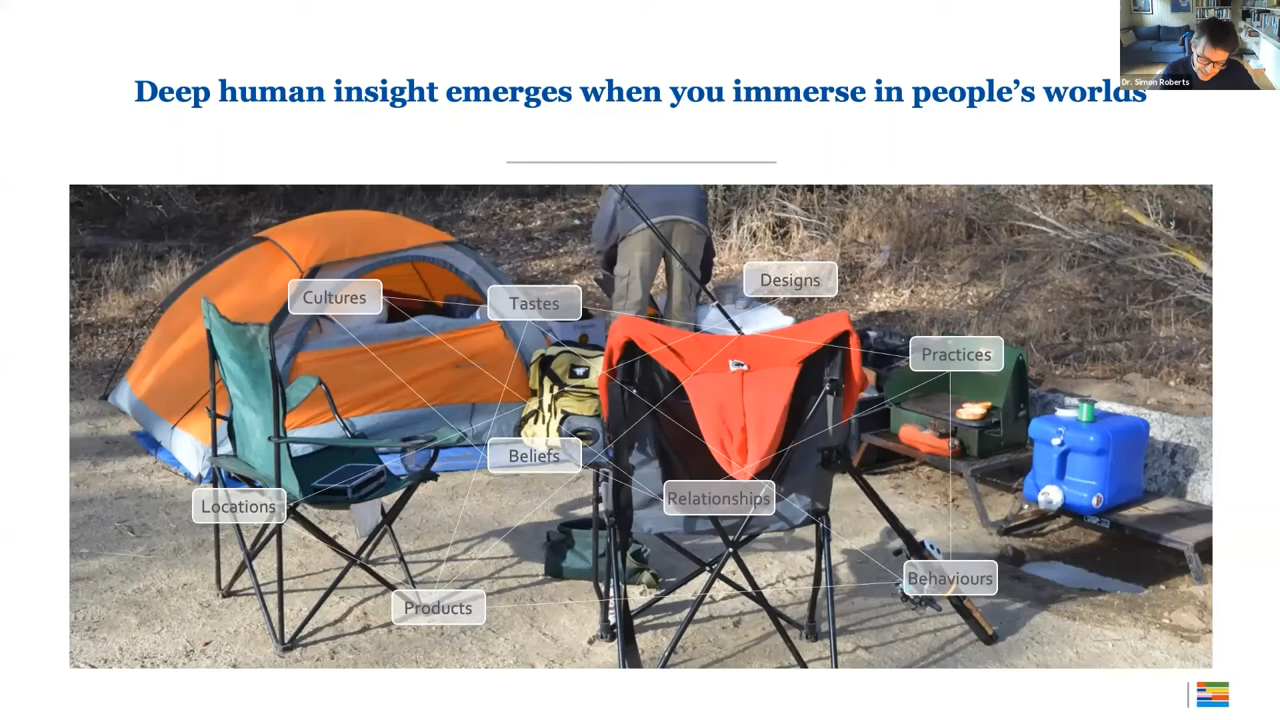 Dr. Simon Roberts
Deep human insight emerges when you immerse in people’s worlds
Designs
Cultures
Tastes
Practices
Beliefs
Relationships
Locations
Behaviours
Products